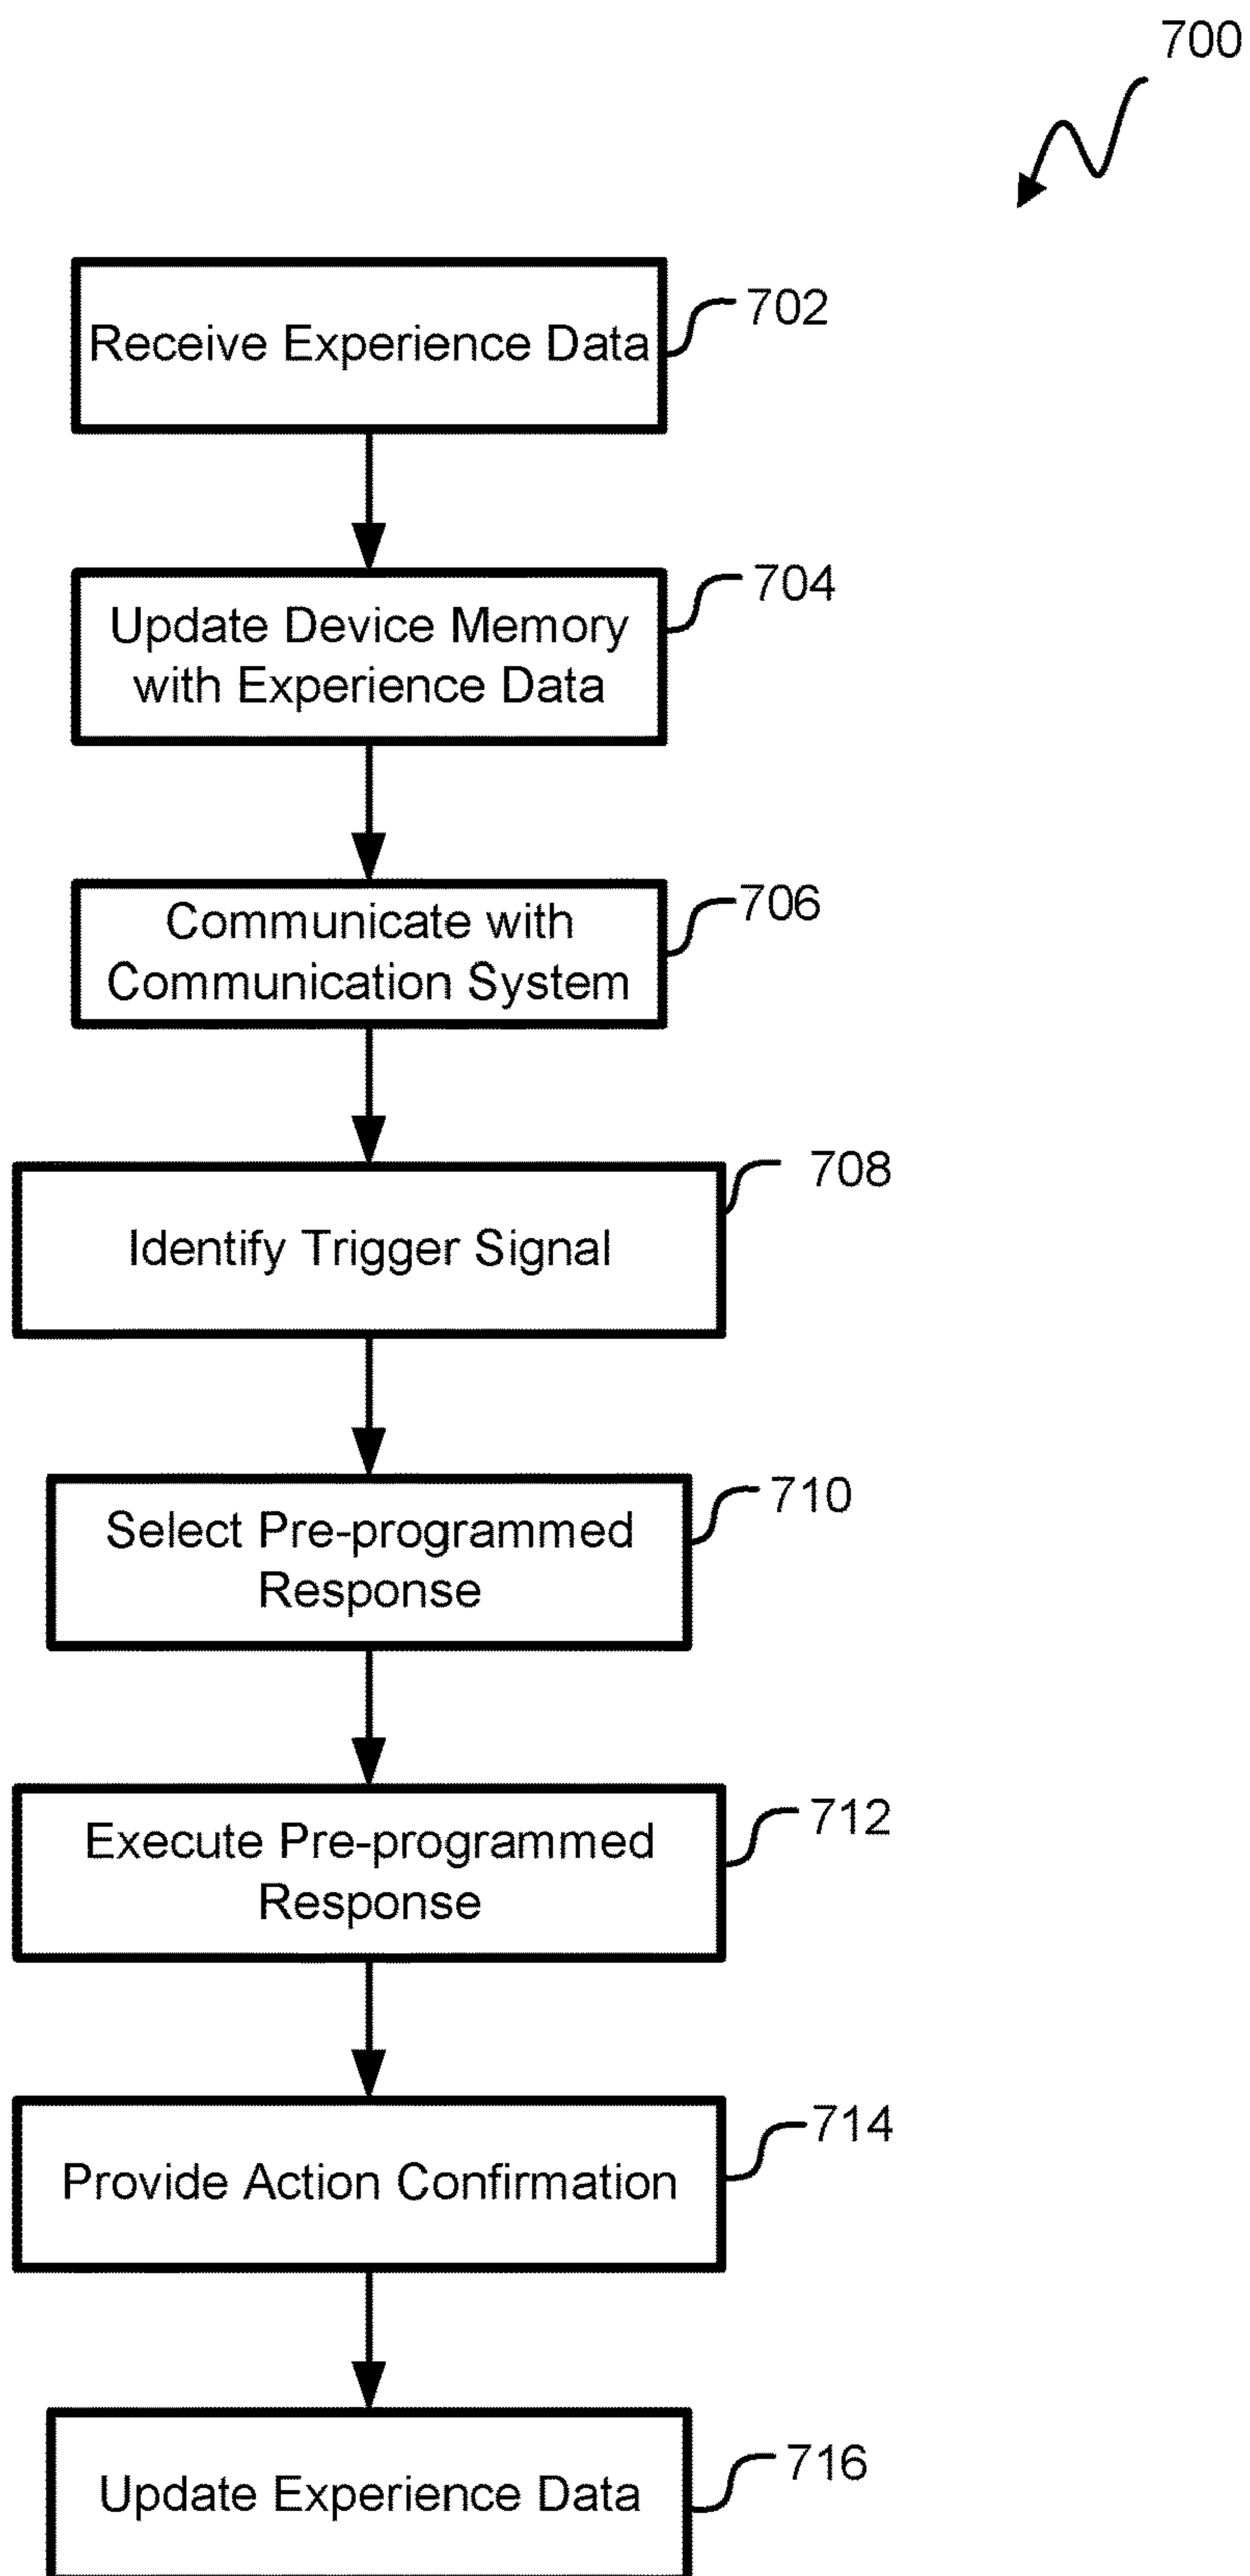 700
Receive Experience Data
702
Update Device Memory
with Experience Data
704
Communicate with
Communication System
706
Identify Trigger Signal
708
Select Pre-programmed
Response
710
Execute Pre-programmed
Response
712
Provide Action Confirmation
714
Update Experience Data
716